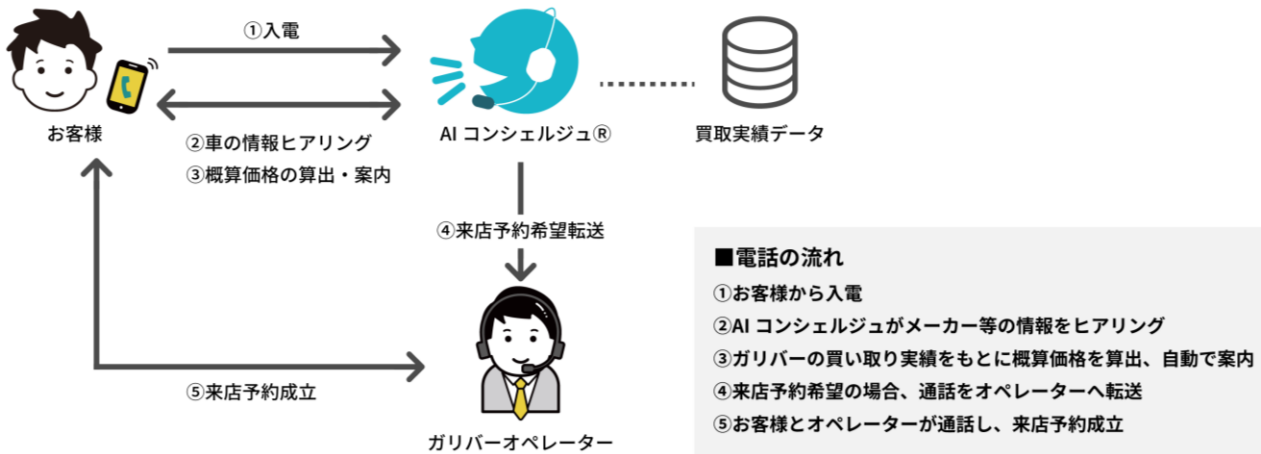 ①入電
お客様
②車の情報ヒアリング
③概算価格の算出・案内
AI コンシェルジュ®
買取実績データ
④来店予約希望転送
⑤来店予約成立
ガリバーオペレーター
■電話の流れ
①お客様から入電
②AI コンシェルジュがメーカー等の情報をヒアリング
③ガリバーの買い取り実績をもとに概算価格を算出、自動で案内
④来店予約希望の場合、通話をオペレーターへ転送
⑤お客様とオペレーターが通話し、来店予約成立